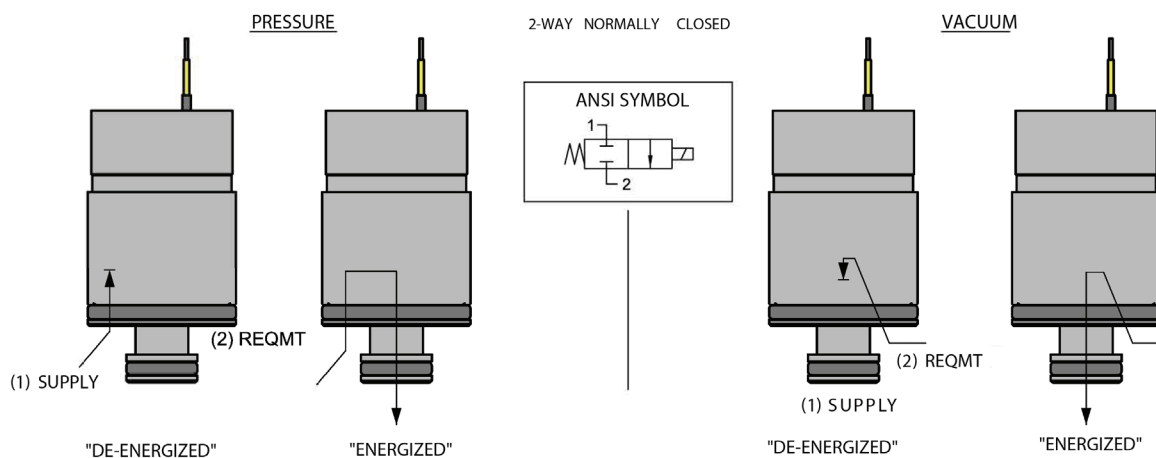 PRESSURE
2-WAY NORMALLY CLOSED
VACUUM
ANSI SYMBOL
1
2
(2) REQMT
(1) SUPPLY
(2) REQMT
(1) SUPPLY
"DE-ENERGIZED"
"ENERGIZED"
"DE-ENERGIZED"
"ENERGIZED"